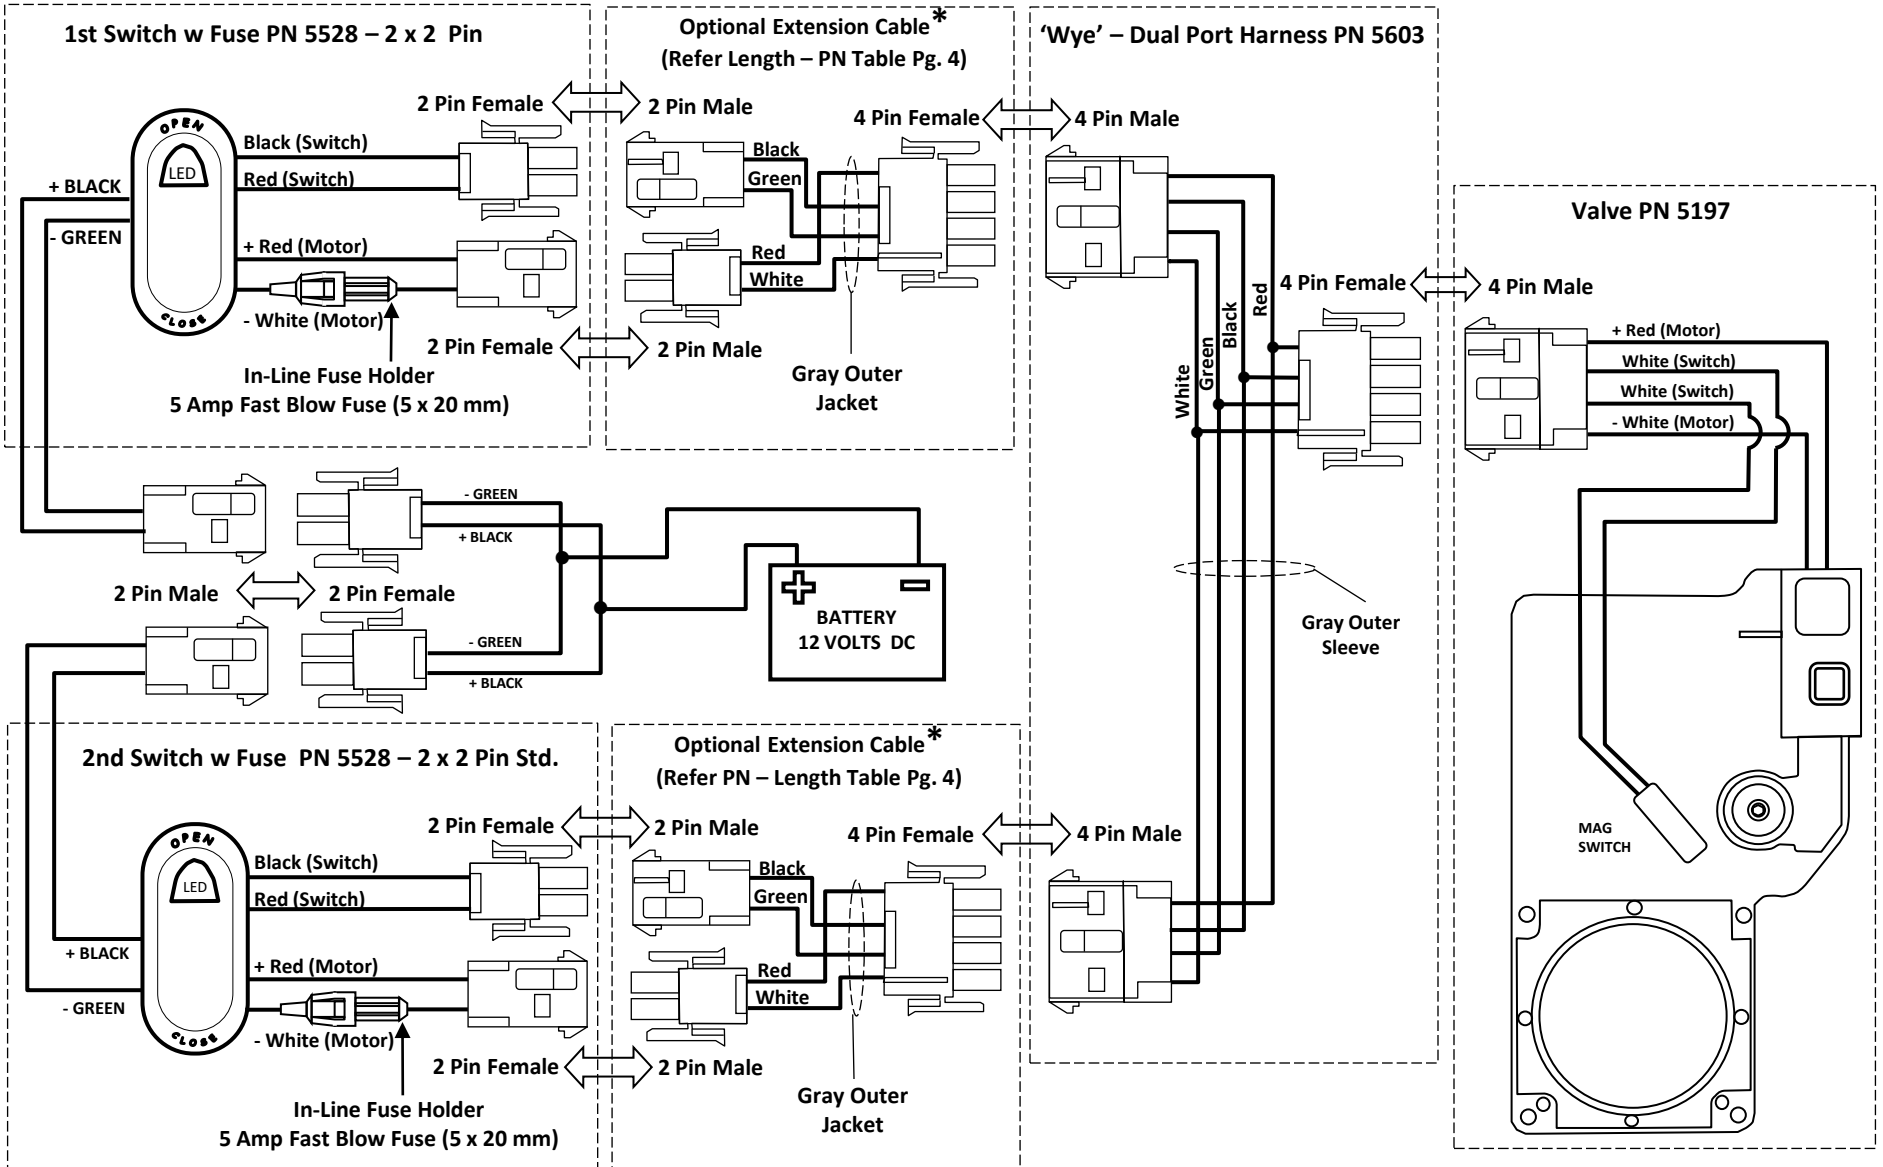 1st Switch w Fuse PN 5528 – 2 x 2 Pin
OPEN
LED
CLOSE
Black (Switch)
Red (Switch)
+ Red (Motor)
- White (Motor)
+ BLACK
- GREEN
2 Pin Female
2 Pin Female
In-Line Fuse Holder
5 Amp Fast Blow Fuse (5 x 20 mm)
Optional Extension Cable*
(Refer Length – PN Table Pg. 4)
2 Pin Male
4 Pin Female
Black
Green
Red
White
2 Pin Male
Gray Outer
Jacket
'Wye' – Dual Port Harness PN 5603
4 Pin Male
Red
Black
Green
White
4 Pin Female
Gray Outer
Sleeve
4 Pin Male
Valve PN 5197
4 Pin Male
+ Red (Motor)
White (Switch)
White (Switch)
- White (Motor)
MAG
SWITCH
- GREEN
+ BLACK
2 Pin Male
2 Pin Female
- GREEN
+ BLACK
BATTERY
12 VOLTS DC
2nd Switch w Fuse PN 5528 – 2 x 2 Pin Std.
OPEN
LED
CLOSE
Black (Switch)
Red (Switch)
+ Red (Motor)
- White (Motor)
+ BLACK
- GREEN
2 Pin Female
2 Pin Female
In-Line Fuse Holder
5 Amp Fast Blow Fuse (5 x 20 mm)
Optional Extension Cable*
(Refer PN – Length Table Pg. 4)
2 Pin Male
4 Pin Female
Black
Green
Red
White
2 Pin Male
Gray Outer
Jacket